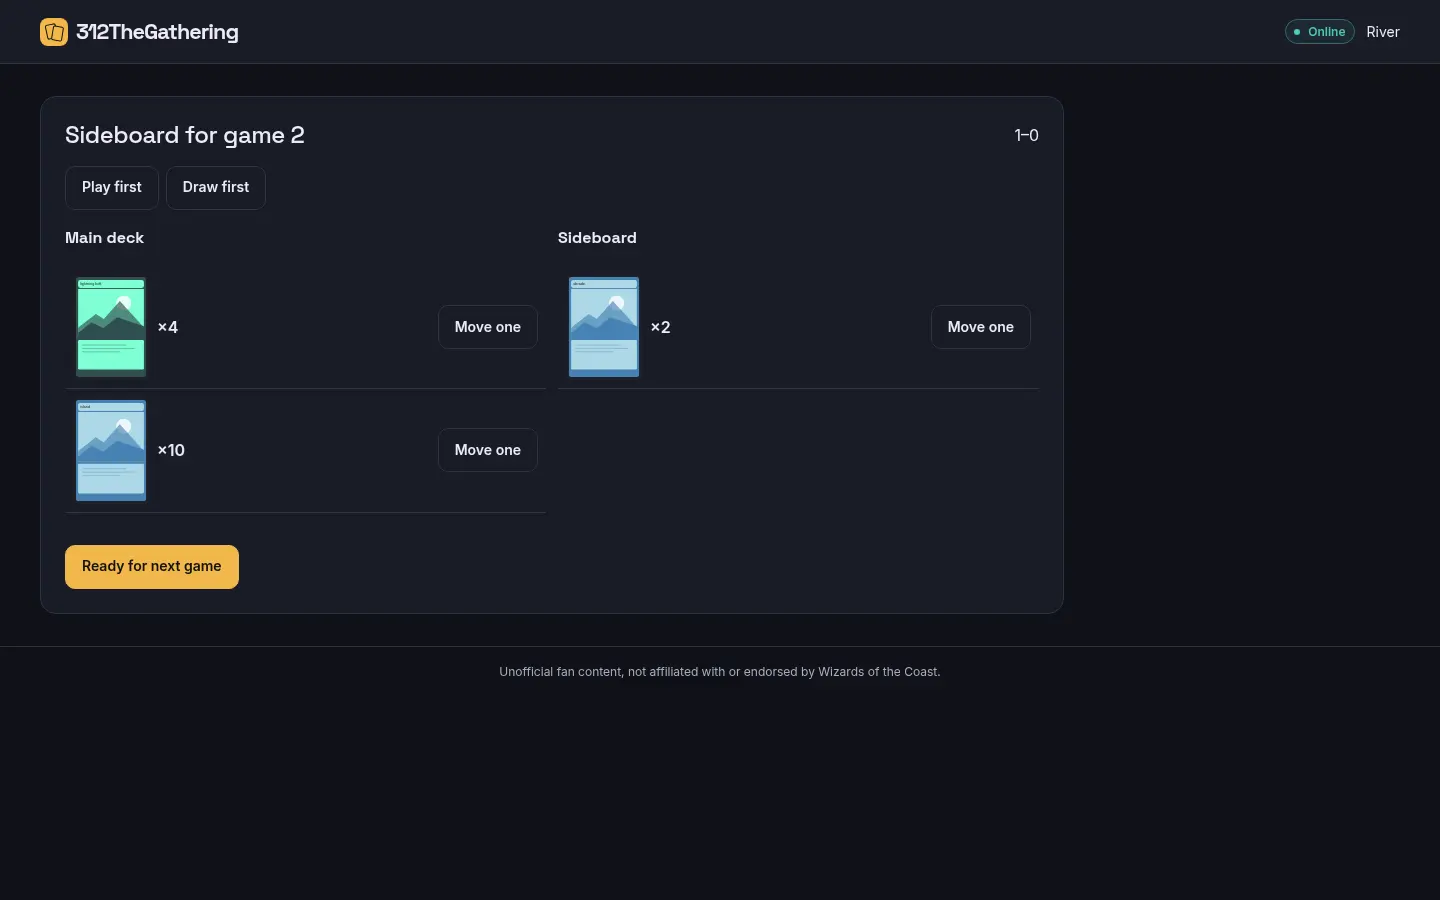 312TheGathering
Online
River
Sideboard for game 2
1–0
Play first
Draw first
Main deck
Sideboard
×4
Move one
×2
Move one
×10
Move one
Ready for next game
Unofficial fan content, not affiliated with or endorsed by Wizards of the Coast.